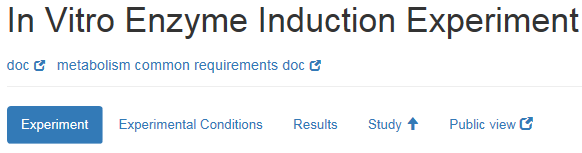 In Vitro Enzyme Induction Experiment
doc metabolism common requirements doc
Experiment Experimental Conditions Results Study Public view